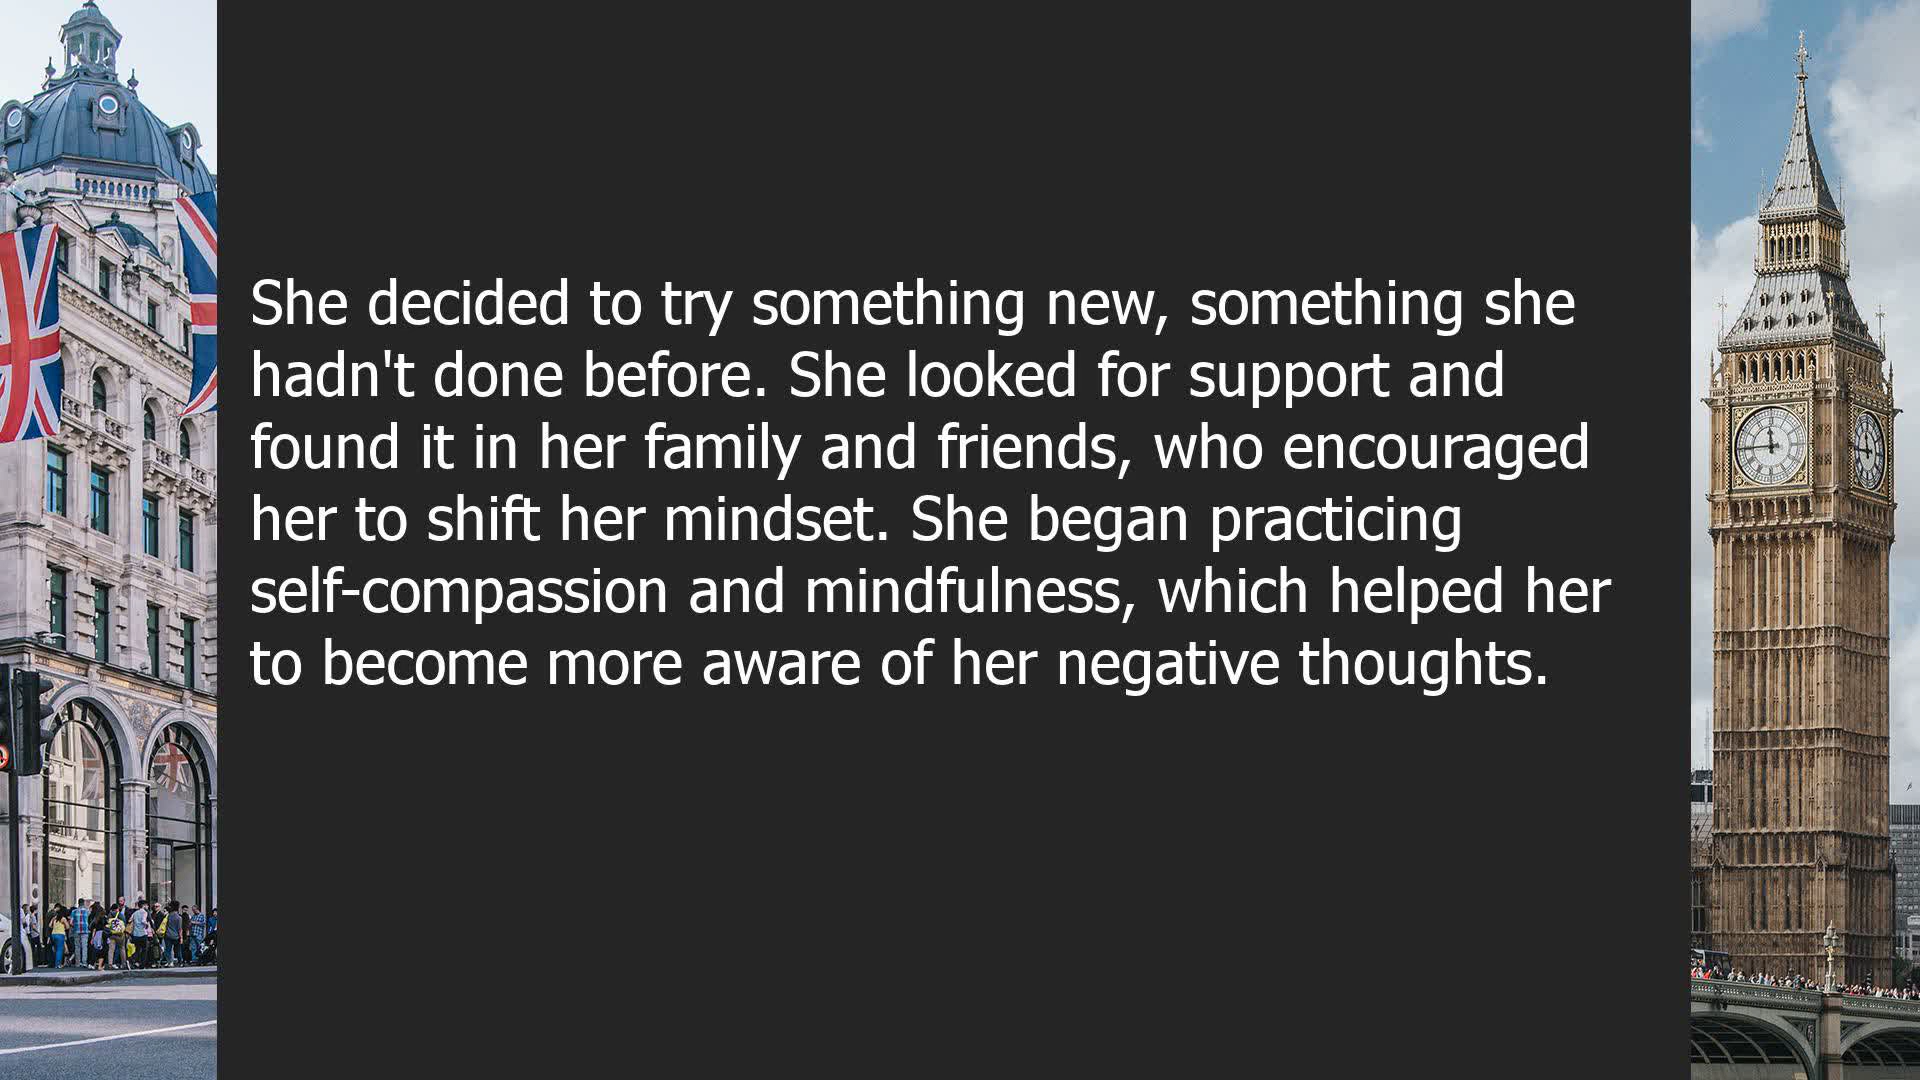 She decided to try something new, something she
hadn't done before. She looked for support and
found it in her family and friends, who encouraged
her to shift her mindset. She began practicing
self-compassion and mindfulness, which helped her
to become more aware of her negative thoughts.